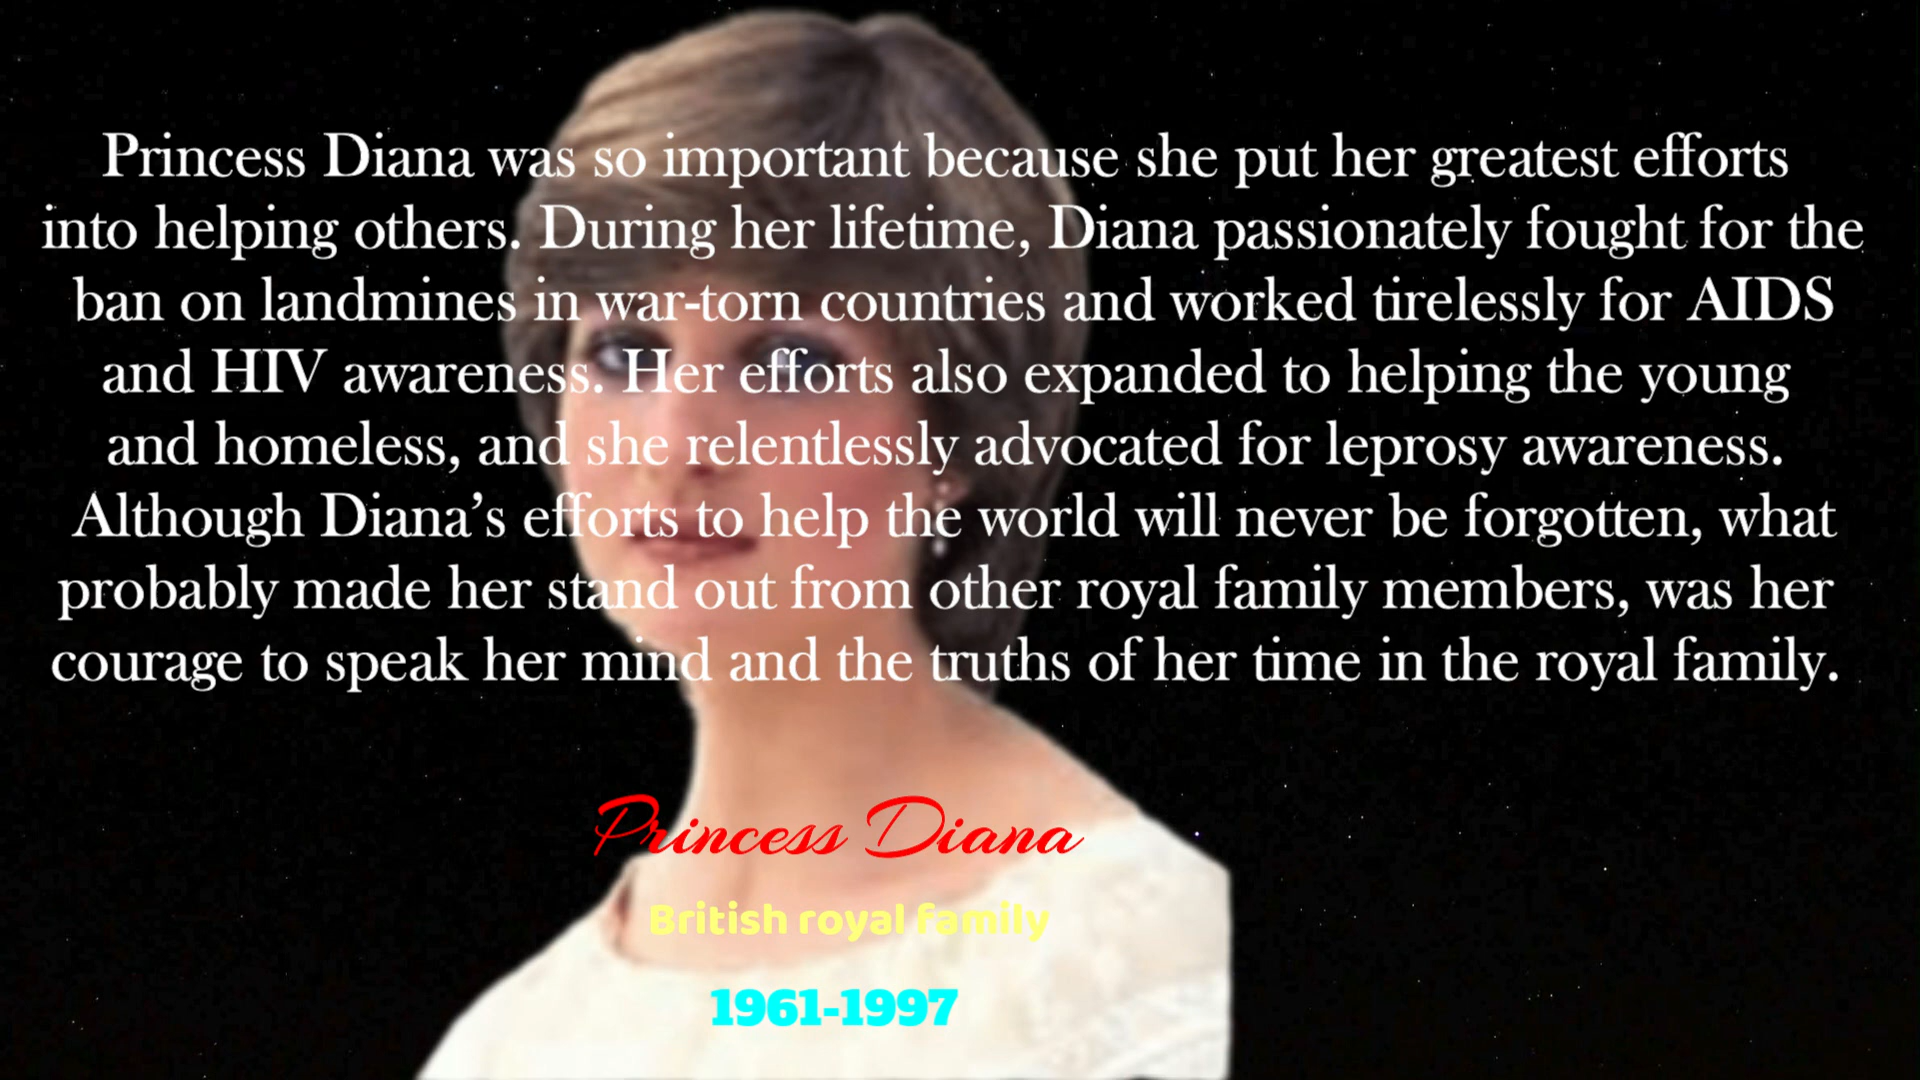 Princess Diana was so important because she put her greatest efforts
into helping others. During her lifetime, Diana passionately fought for the
ban on landmines in war-torn countries and worked tirelessly for AIDS
and HIV awareness. Her efforts also expanded to helping the young
and homeless, and she relentlessly advocated for leprosy awareness.
Although Diana’s efforts to help the world will never be forgotten, what
probably made her stand out from other royal family members, was her
courage to speak her mind and the truths of her time in the royal family.
Princess Diana
British royal family
1961-1997